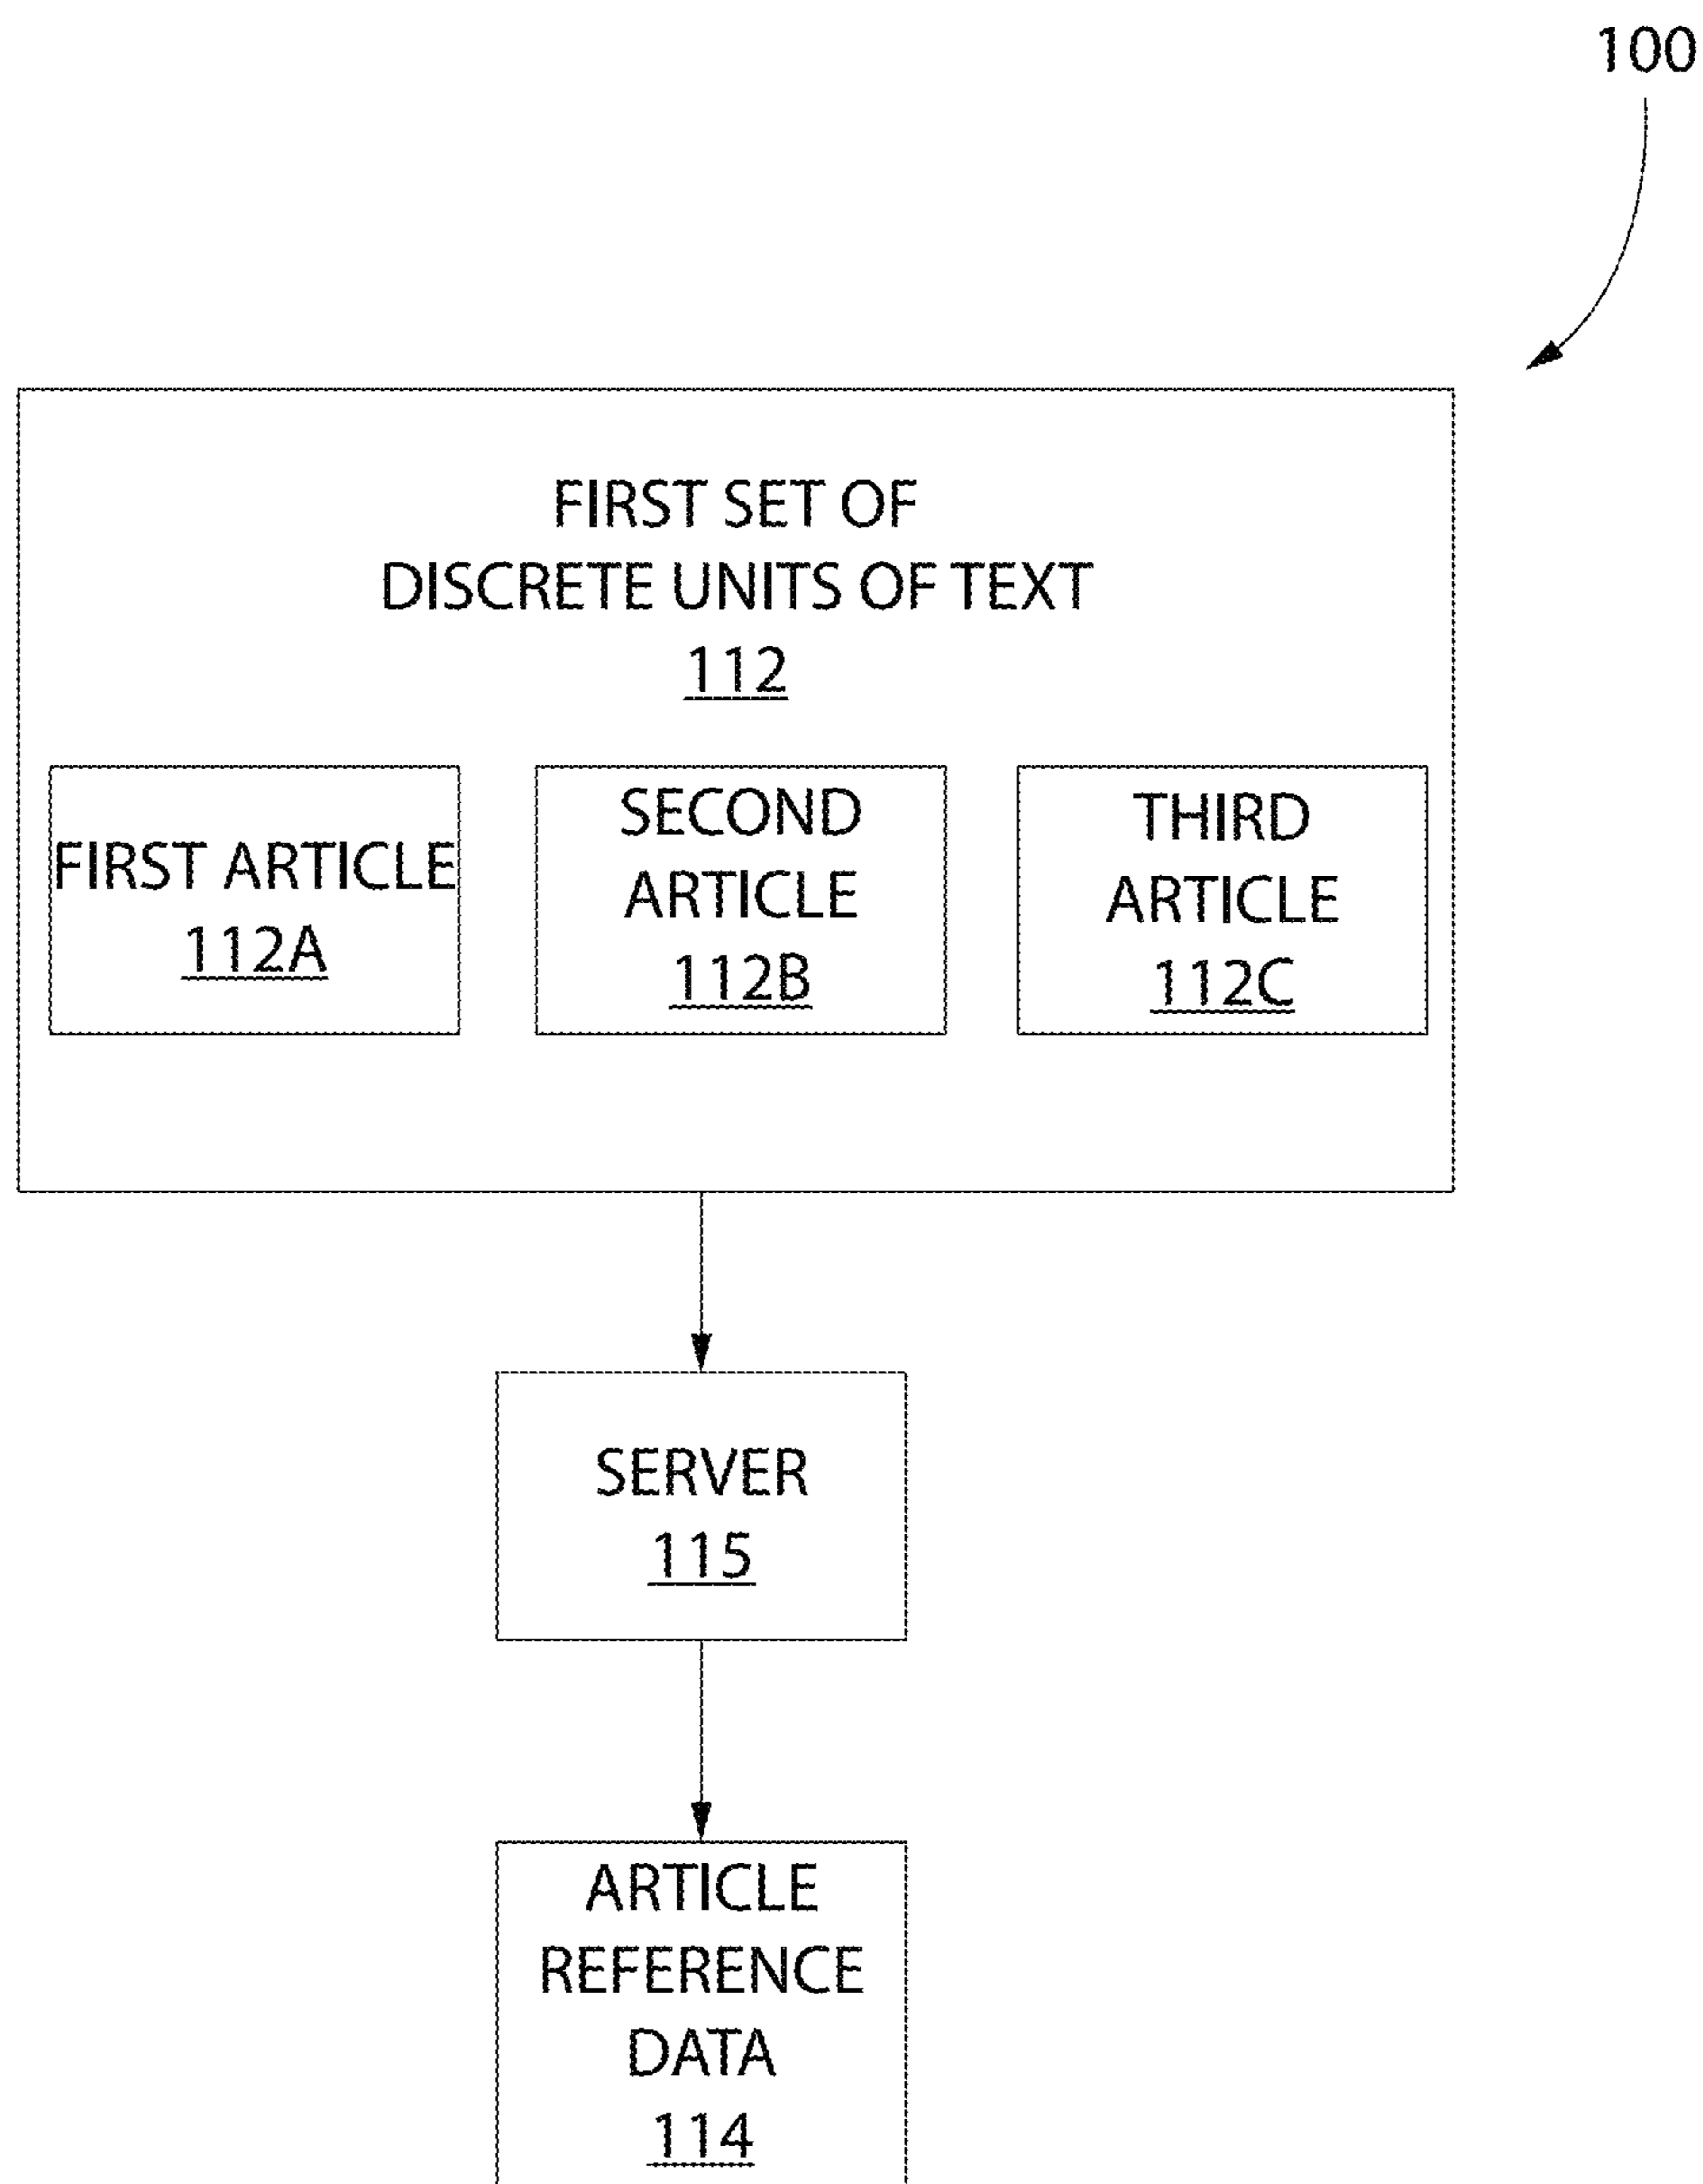 100
FIRST SET OF
DISCRETE UNITS OF TEXT
112
FIRST ARTICLE
112A
SECOND
ARTICLE
112B
THIRD
ARTICLE
112C
SERVER
115
ARTICLE
REFERENCE
DATA
114